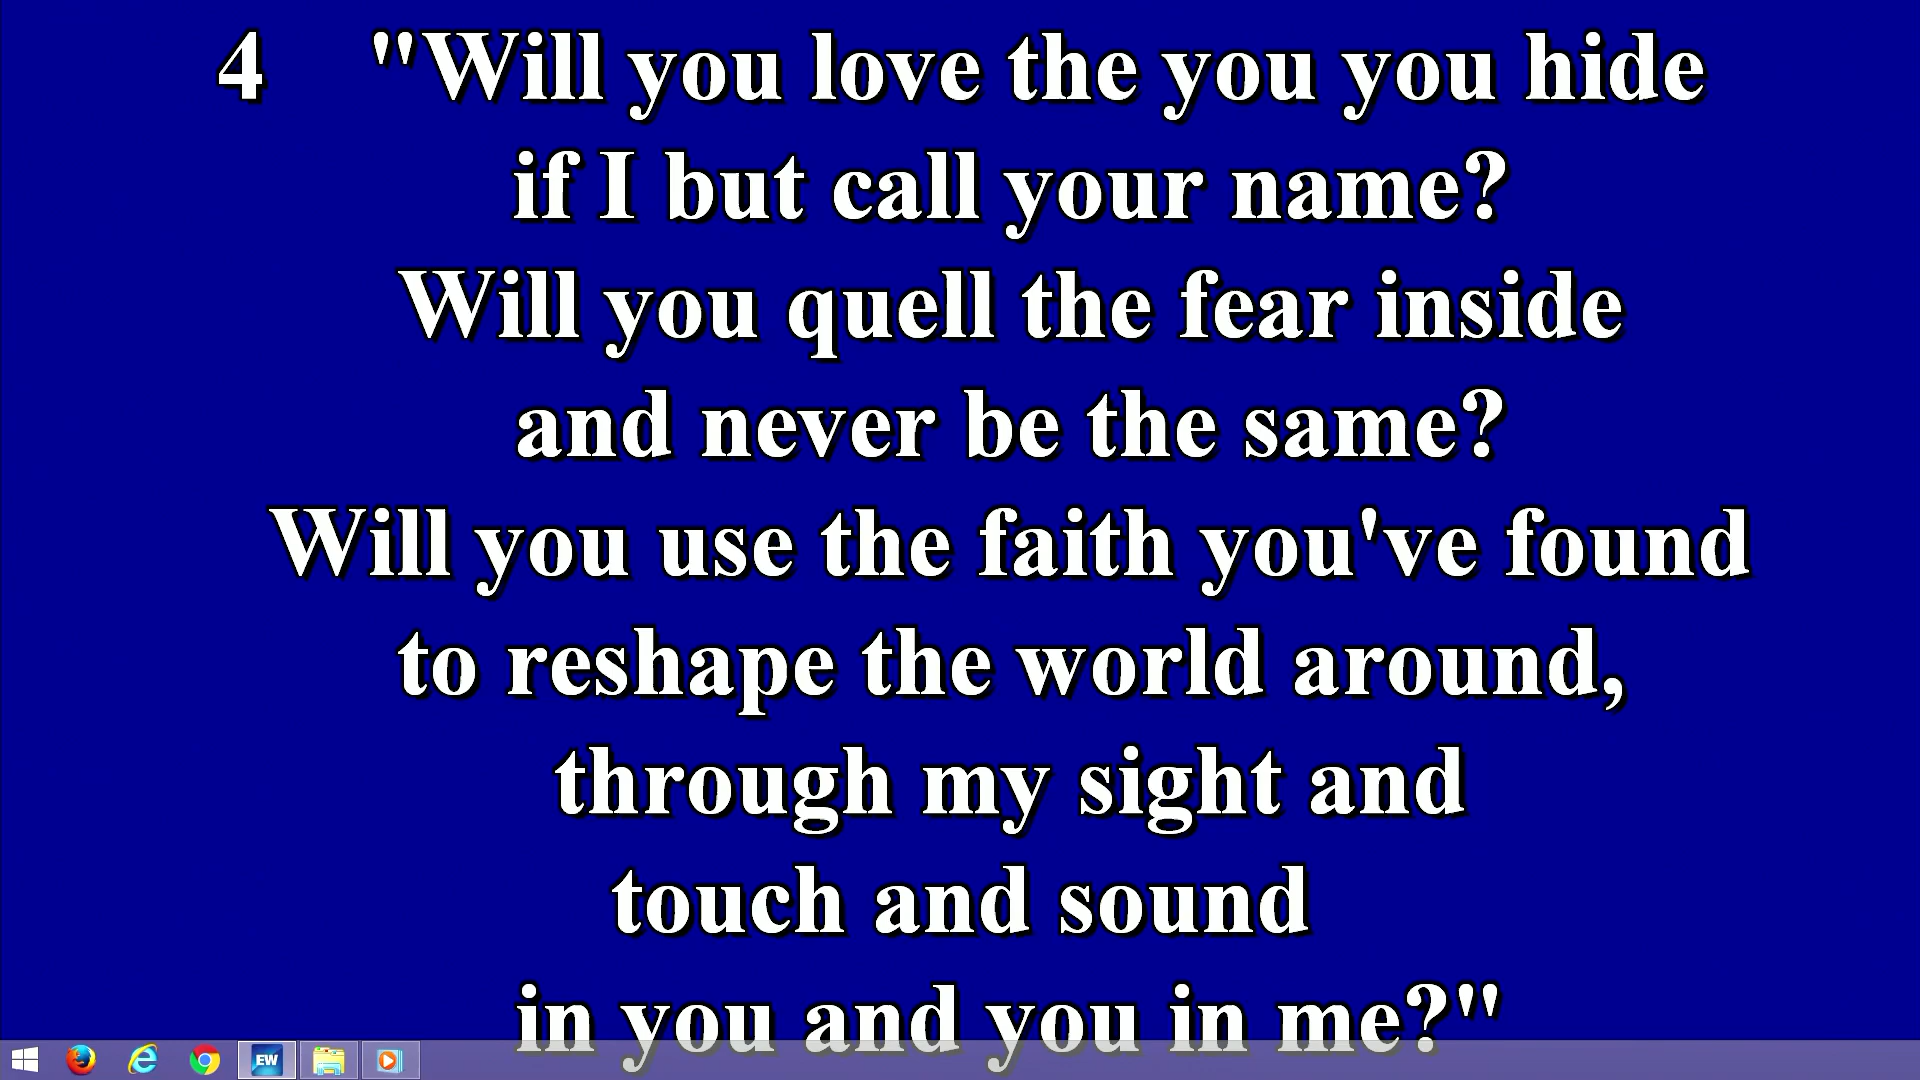 4 "Will you love the you you hide
if I but call your name?
Will you quell the fear inside
and never be the same?
Will you use the faith you've found
to reshape the world around,
through my sight and
touch and sound
in you and you in me?"
EW